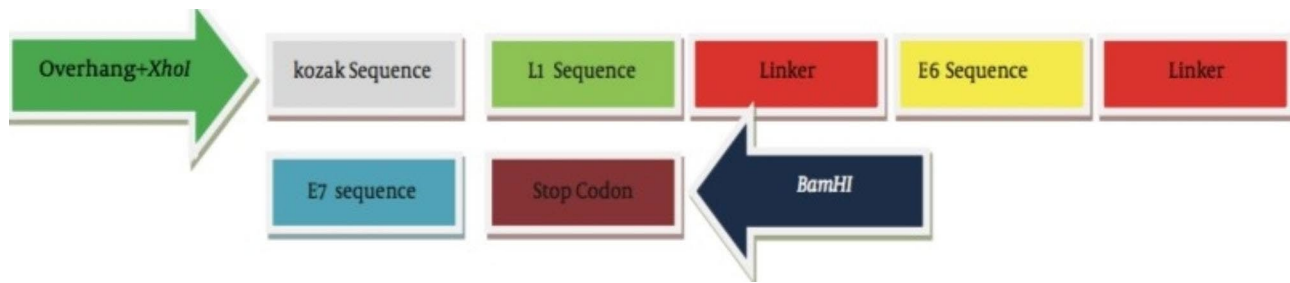 Overhang+XhoI
kozak Sequence
L1 Sequence
Linker
E6 Sequence
Linker
E7 sequence
Stop Codon
BamHI